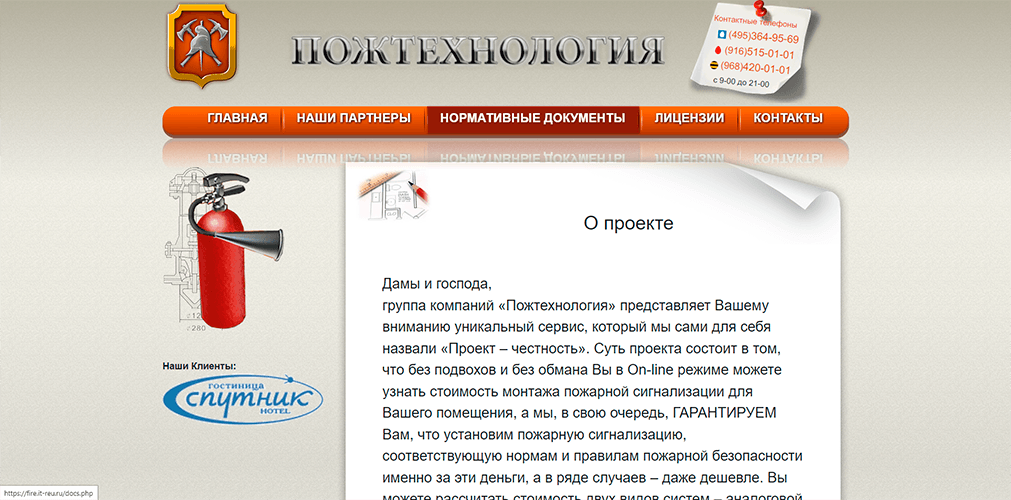 ПОЖТЕХНОЛОГИЯ
Контактные телефоны
(495)364-95-69
(916)515-01-01
(968)420-01-01
с 9-00 до 21-00
ГЛАВНАЯ НАШИ ПАРТНЕРЫ НОРМАТИВНЫЕ ДОКУМЕНТЫ ЛИЦЕНЗИИ КОНТАКТЫ
О проекте
Дамы и господа,
группа компаний «Пожтехнология» представляет Вашему
вниманию уникальный сервис, который мы сами для себя
назвали «Проект – честность». Суть проекта состоит в том,
что без подвохов и без обмана Вы в On-line режиме можете
узнать стоимость монтажа пожарной сигнализации для
Вашего помещения, а мы, в свою очередь, ГАРАНТИРУЕМ
Вам, что установим пожарную сигнализацию,
соответствующую нормам и правилам пожарной безопасности
именно за эти деньги, а в ряде случаев – даже дешевле. Вы
можете рассчитать стоимость двух видов систем – аналоговой
280
Наши Клиенты:
ГОСТИНИЦА
СПУТНИК
HOTEL
https://fire.it-reu.ru/docs.php